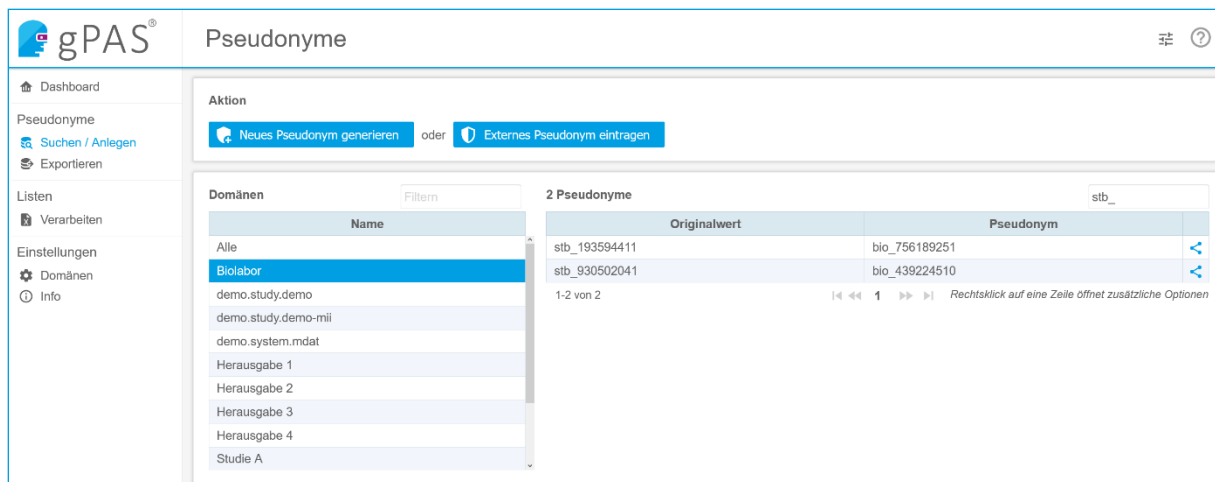 gPAS®
Pseudonyme
Dashboard
Pseudonyme
Suchen / Anlegen
Exportieren
Listen
Verarbeiten
Einstellungen
Domänen
Info
Aktion
Neues Pseudonym generieren oder Externes Pseudonym eintragen
Domänen Filtern
Name
Alle
Biolabor
demo.study.demo
demo.study.demo-mii
demo.system.mdat
Herausgabe 1
Herausgabe 2
Herausgabe 3
Herausgabe 4
Studie A
2 Pseudonyme stb_
Originalwert Pseudonym
stb_193594411 bio_756189251
stb_930502041 bio_439224510
1-2 von 2 1 Rechtsklick auf eine Zeile öffnet zusätzliche Optionen